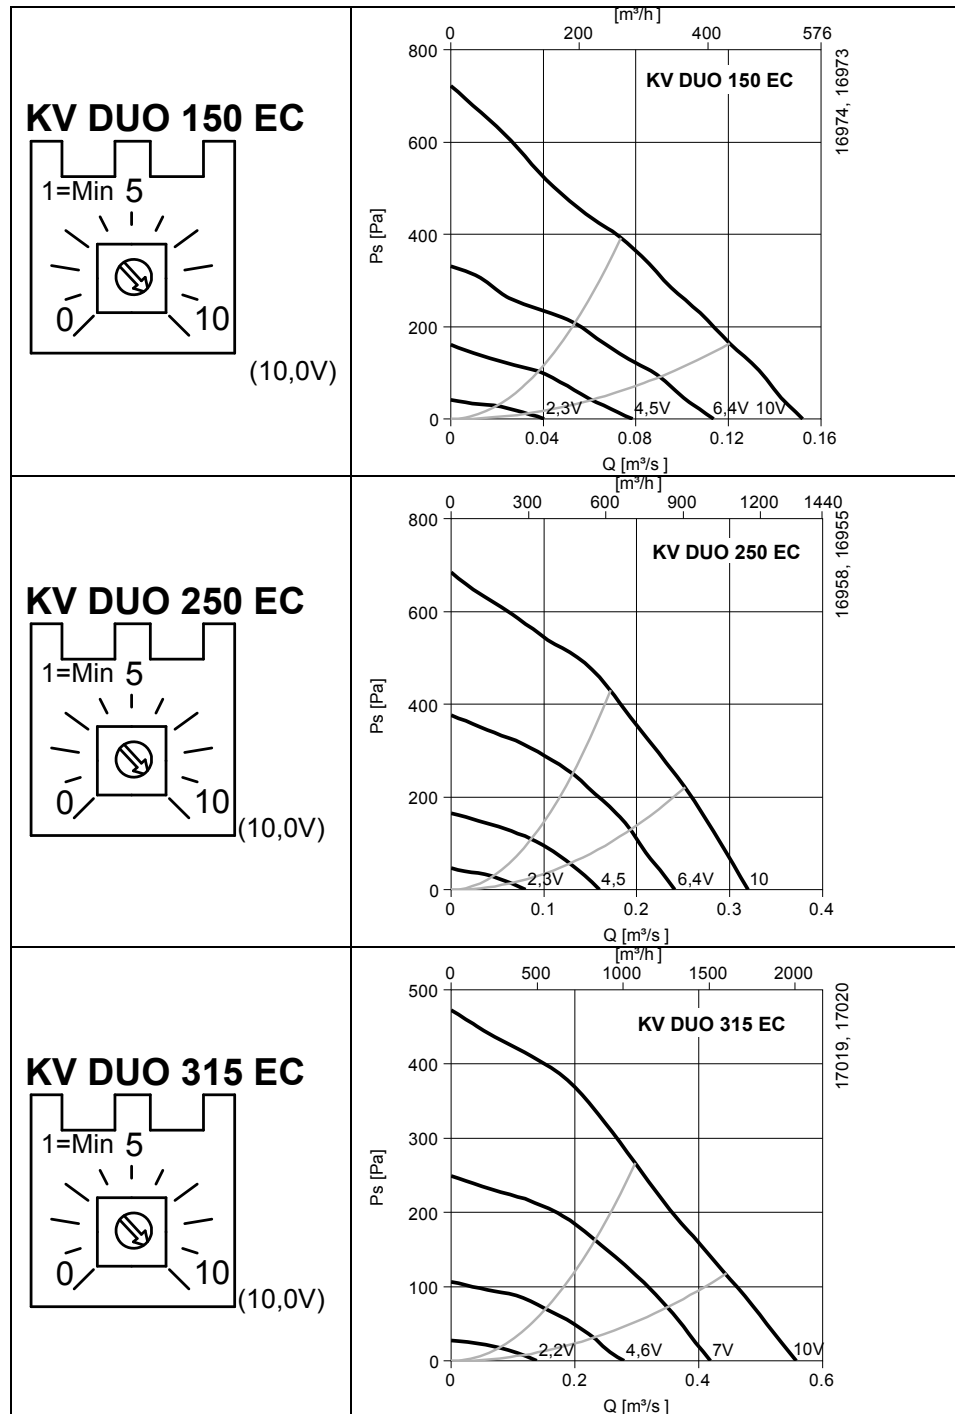 KV DUO 150 EC
1=Min 5
0 10
(10,0V)
[m³/h]
0 200 400 576
800
600
400
200
0
Ps [Pa]
KV DUO 150 EC
16974, 16973
2,3V 4,5V 6,4V 10V
0 0.04 0.08 0.12 0.16
Q [m³/s ]
KV DUO 250 EC
1=Min 5
0 10
(10,0V)
[m³/h ]
0 300 600 900 1200 1440
800
600
400
200
0
Ps [Pa]
KV DUO 250 EC
16958, 16955
2,3V 4,5 6,4V 10
0 0.1 0.2 0.3 0.4
Q [m³/s ]
KV DUO 315 EC
1=Min 5
0 10
(10,0V)
[m³/h ]
0 500 1000 1500 2000
500
400
300
200
100
0
Ps [Pa]
KV DUO 315 EC
17019, 17020
2,2V 4,6V 7V 10V
0 0.2 0.4 0.6
Q [m³/s ]